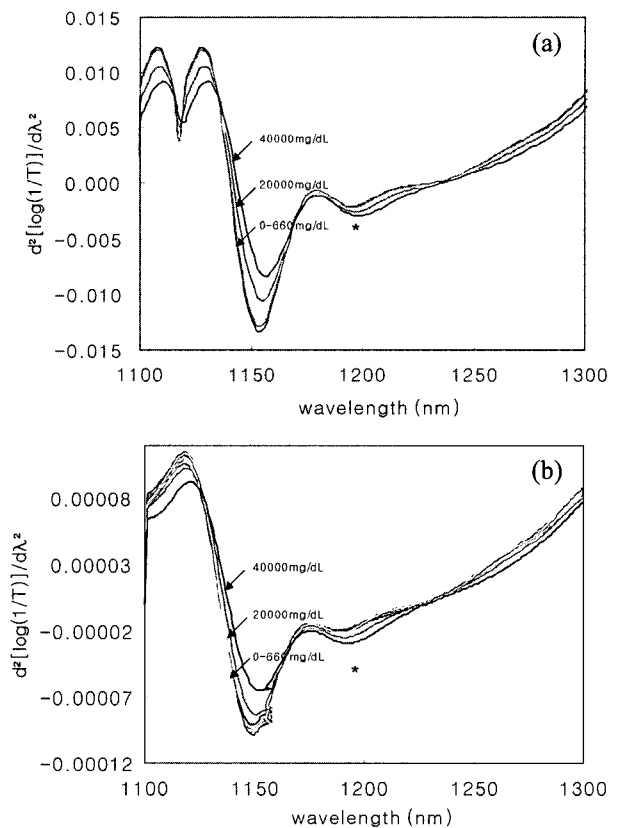 (a)
0.015
0.010
0.005
0.000
-0.005
-0.010
-0.015
d²[log(1/T)]/dλ²
40000mg/dL
20000mg/dL
0-660mg/dL
*
1100 1150 1200 1250 1300
wavelength (nm)
(b)
0.00008
0.00003
-0.00002
-0.00007
-0.00012
d²[log(1/T)]/dλ²
40000mg/dL
20000mg/dL
0-660mg/dL
*
1100 1150 1200 1250 1300
wavelength (nm)